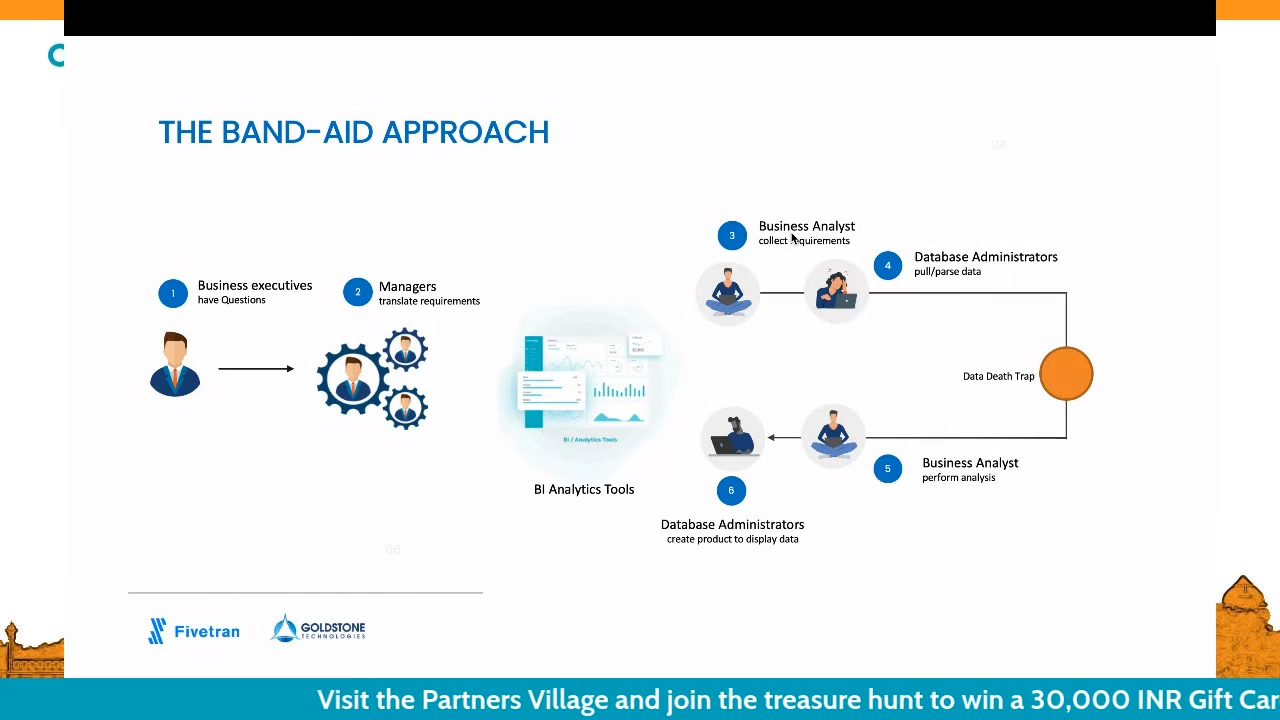 THE BAND-AID APPROACH
04
1
Business executives
have Questions
2
Managers
translate requirements
3
Business Analyst
collect requirements
4
Database Administrators
pull/parse data
Data Death Trap
BI / Analytics Tools
BI Analytics Tools
5
Business Analyst
perform analysis
6
Database Administrators
create product to display data
06
Fivetran
GOLDSTONE
TECHNOLOGIES
Visit the Partners Village and join the treasure hunt to win a 30,000 INR Gift Car